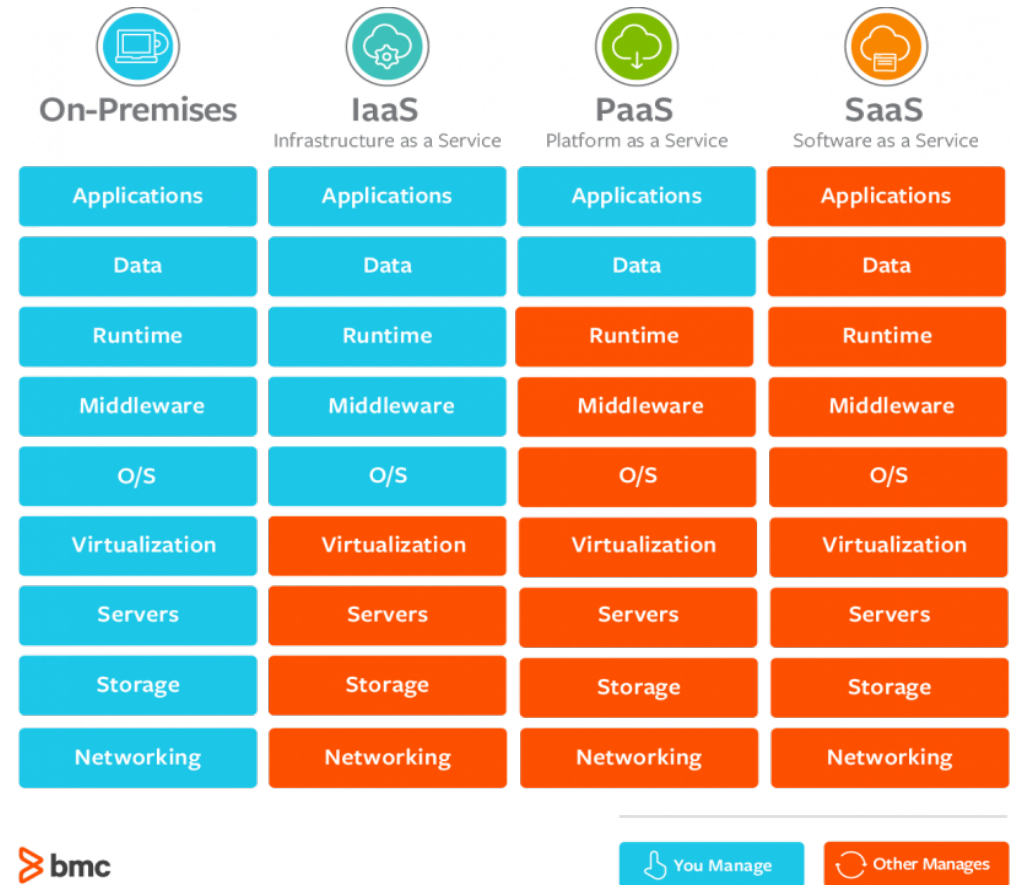 On-Premises
IaaS
Infrastructure as a Service
PaaS
Platform as a Service
SaaS
Software as a Service
Applications Applications Applications Applications
Data Data Data Data
Runtime Runtime Runtime Runtime
Middleware Middleware Middleware Middleware
O/S O/S O/S O/S
Virtualization Virtualization Virtualization Virtualization
Servers Servers Servers Servers
Storage Storage Storage Storage
Networking Networking Networking Networking
bmc
You Manage
Other Manages